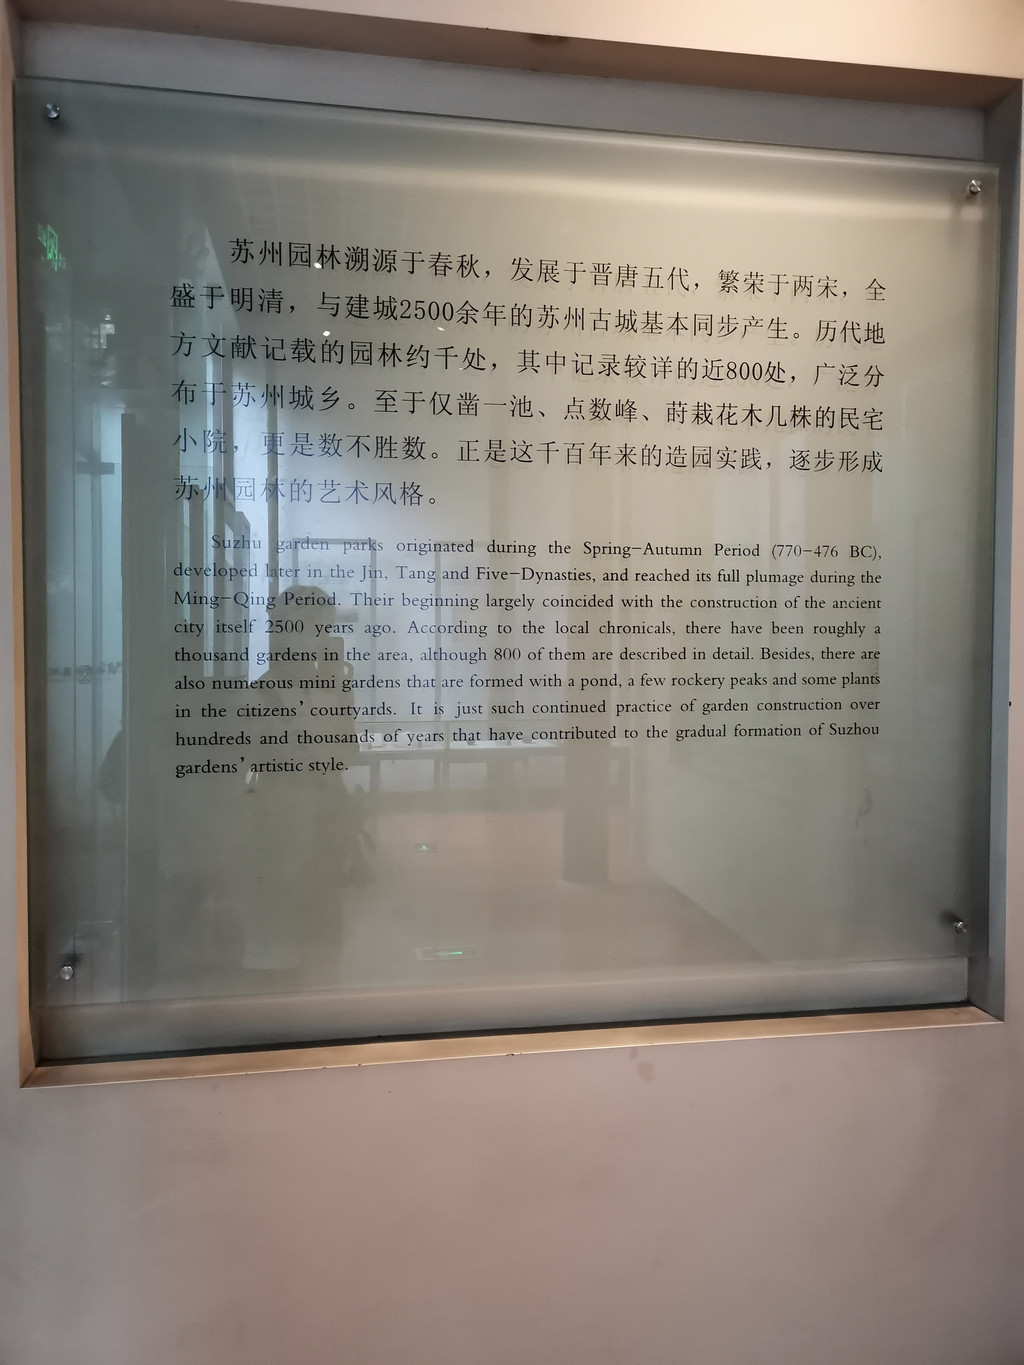 苏州园林溯源于春秋，发展于晋唐五代，繁荣于两宋，全
盛于明清，与建城2500余年的苏州古城基本同步产生。历代地
方文献记载的园林约千处，其中记录较详的近800处，广泛分
布于苏州城乡。至于仅凿一池、点数峰、莳栽花木几株的民宅
小院，更是数不胜数。正是这千百年来的造园实践，逐步形成
苏州园林的艺术风格。
Suzhu garden parks originated during the Spring-Autumn Period (770-476 BC),
developed later in the Jin, Tang and Five-Dynasties, and reached its full plumage during the
Ming-Qing Period. Their beginning largely coincided with the construction of the ancient
city itself 2500 years ago. According to the local chronicals, there have been roughly a
thousand gardens in the area, although 800 of them are described in detail. Besides, there are
also numerous mini gardens that are formed with a pond, a few rockery peaks and some plants
in the citizens' courtyards. It is just such continued practice of garden construction over
hundreds and thousands of years that have contributed to the gradual formation of Suzhou
gardens' artistic style.